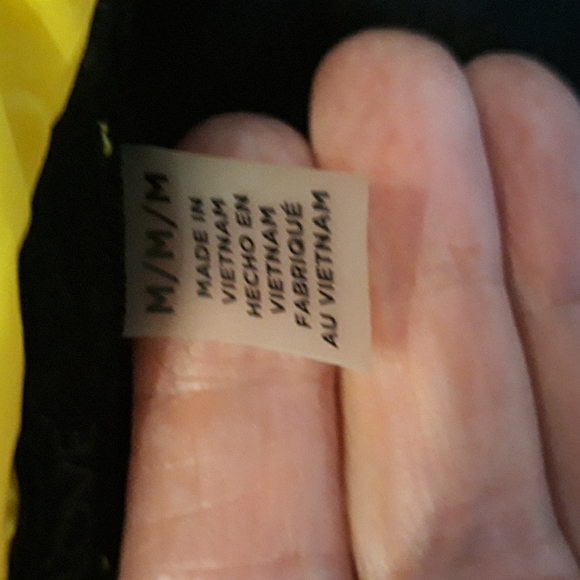 M/M/M
MADE IN
VIETNAM
HECHO EN
VIETNAM
FABRIQUÉ
AU VIETNAM